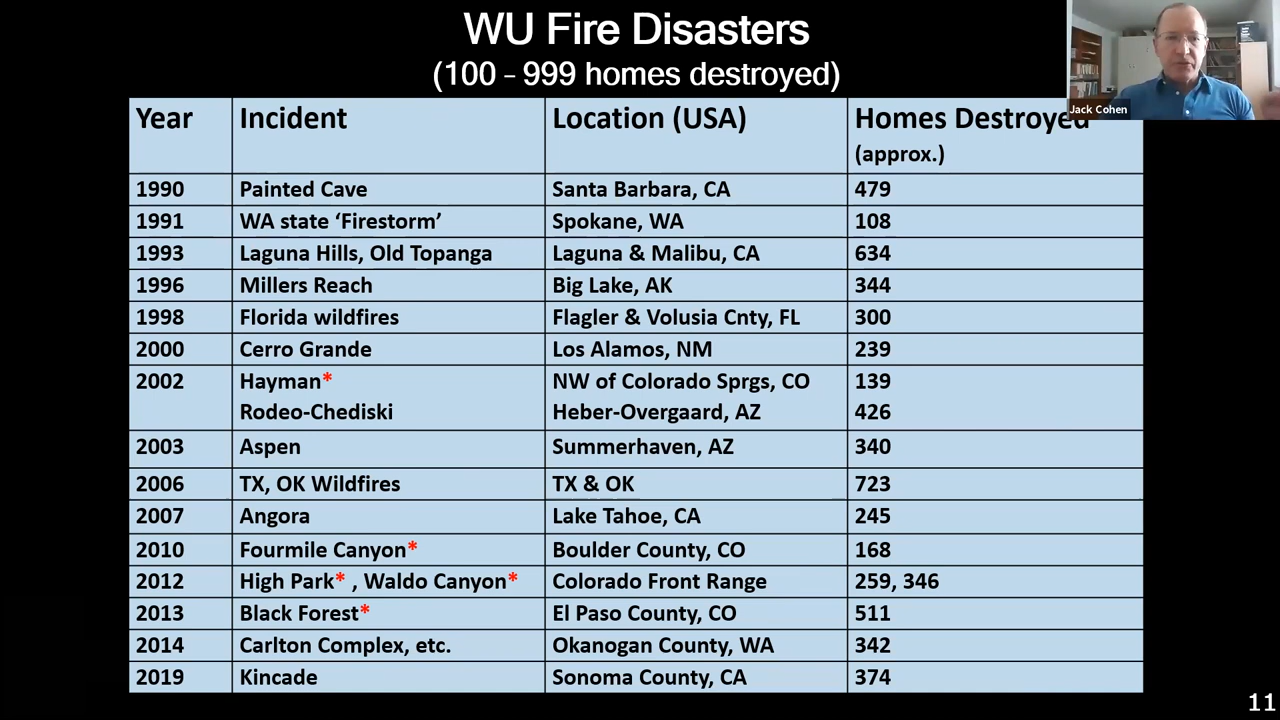 WU Fire Disasters
(100 - 999 homes destroyed)
Jack Cohen
Year Incident Location (USA) Homes Destroyed
(approx.)
1990 Painted Cave Santa Barbara, CA 479
1991 WA state ‘Firestorm’ Spokane, WA 108
1993 Laguna Hills, Old Topanga Laguna & Malibu, CA 634
1996 Millers Reach Big Lake, AK 344
1998 Florida wildfires Flagler & Volusia Cnty, FL 300
2000 Cerro Grande Los Alamos, NM 239
2002 Hayman* NW of Colorado Sprgs, CO 139
Rodeo-Chediski Heber-Overgaard, AZ 426
2003 Aspen Summerhaven, AZ 340
2006 TX, OK Wildfires TX & OK 723
2007 Angora Lake Tahoe, CA 245
2010 Fourmile Canyon* Boulder County, CO 168
2012 High Park* , Waldo Canyon* Colorado Front Range 259, 346
2013 Black Forest* El Paso County, CO 511
2014 Carlton Complex, etc. Okanogan County, WA 342
2019 Kincade Sonoma County, CA 374
11